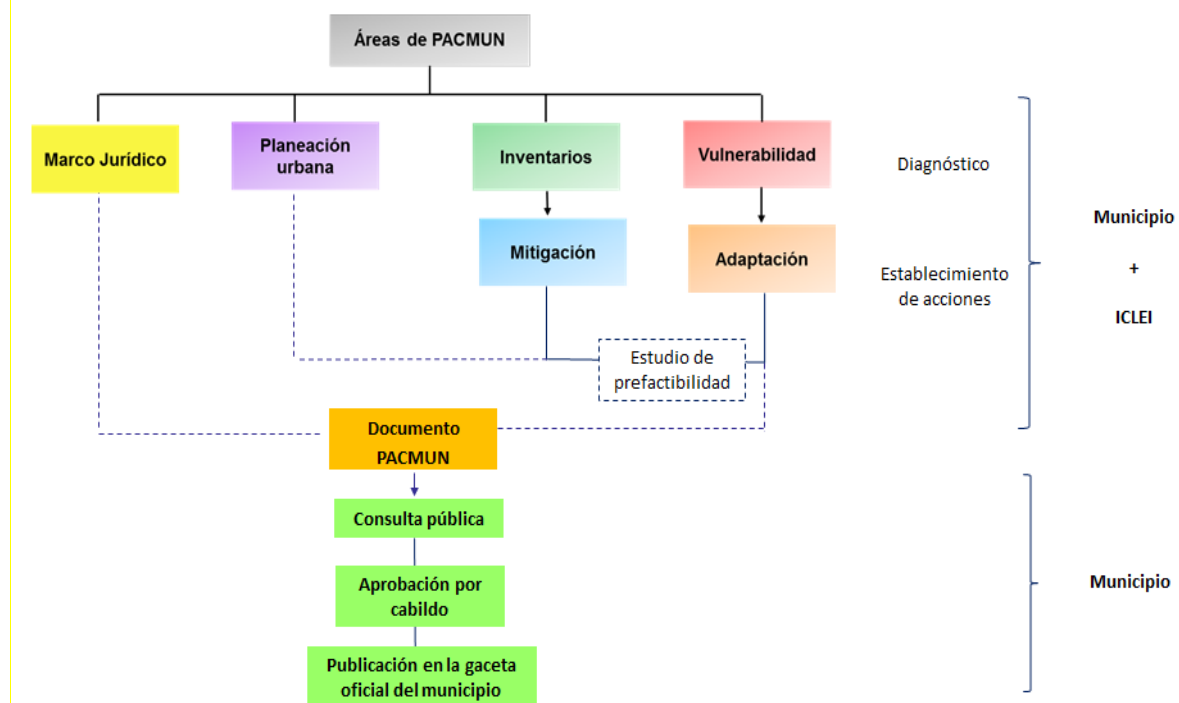 Áreas de PACMUN
Marco Jurídico
Planeación
urbana
Inventarios
Vulnerabilidad
Diagnóstico
Mitigación
Adaptación
Establecimiento
de acciones
Municipio
+
ICLEI
Estudio de
prefactibilidad
Documento
PACMUN
Consulta pública
Aprobación por
cabildo
Publicación en la gaceta
oficial del municipio
Municipio